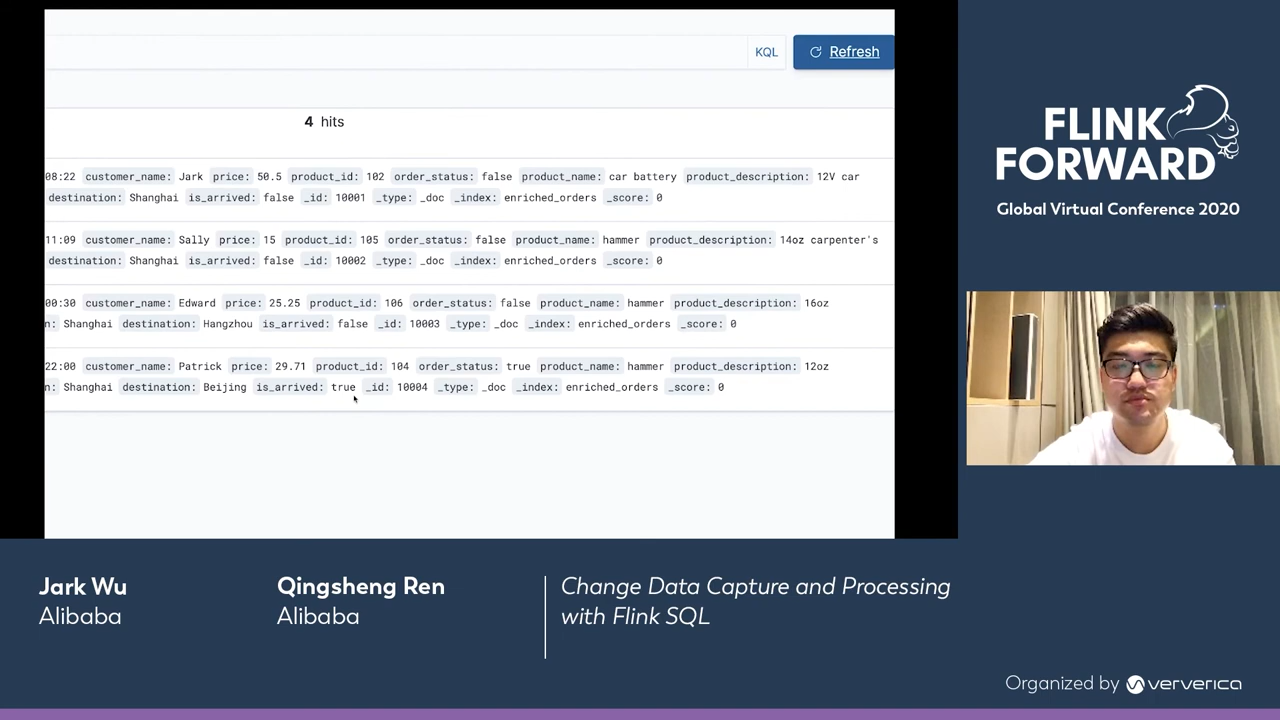 KQL
Refresh
4 hits
08:22 customer_name: Jark price: 50.5 product_id: 102 order_status: false product_name: car battery product_description: 12V car
destination: Shanghai is_arrived: false _id: 10001 _type: _doc _index: enriched_orders _score: 0
11:09 customer_name: Sally price: 15 product_id: 105 order_status: false product_name: hammer product_description: 14oz carpenter's
destination: Shanghai is_arrived: false _id: 10002 _type: _doc _index: enriched_orders _score: 0
00:30 customer_name: Edward price: 25.25 product_id: 106 order_status: false product_name: hammer product_description: 16oz
n: Shanghai destination: Hangzhou is_arrived: false _id: 10003 _type: _doc _index: enriched_orders _score: 0
22:00 customer_name: Patrick price: 29.71 product_id: 104 order_status: true product_name: hammer product_description: 12oz
n: Shanghai destination: Beijing is_arrived: true _id: 10004 _type: _doc _index: enriched_orders _score: 0
FLINK
FORWARD
Global Virtual Conference 2020
Jark Wu
Alibaba
Qingsheng Ren
Alibaba
Change Data Capture and Processing
with Flink SQL
Organized by ververica